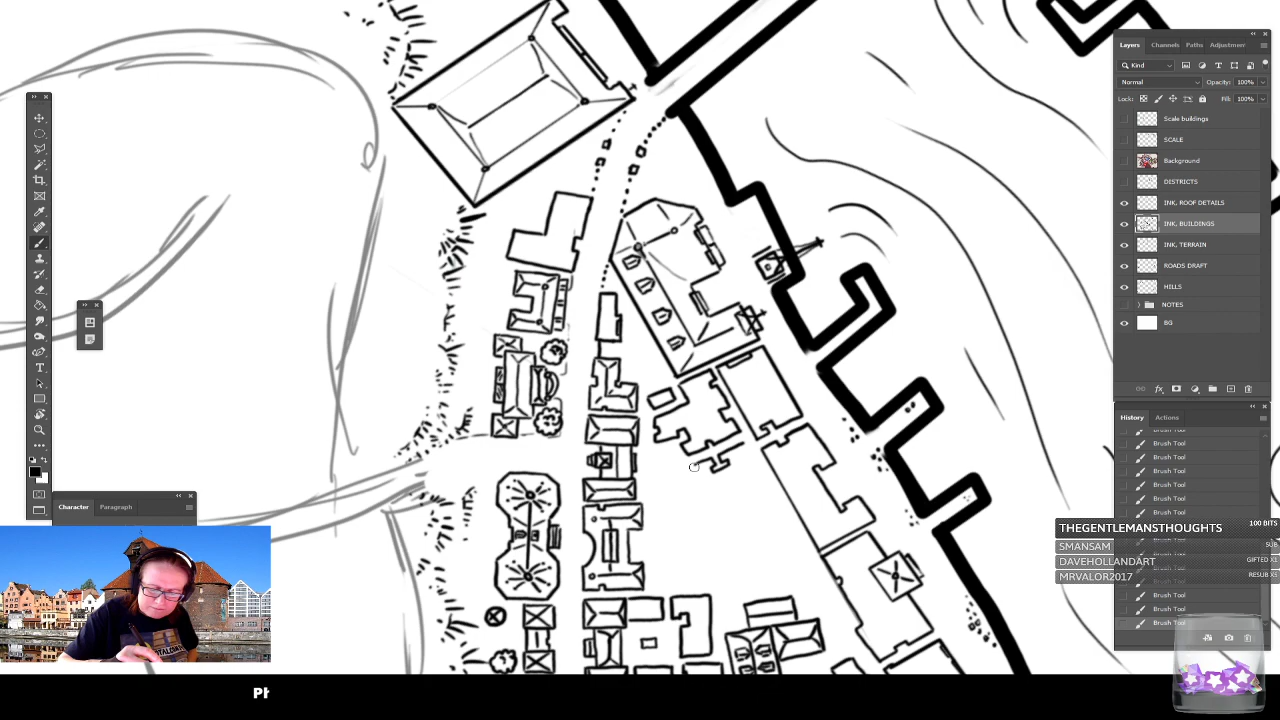 Layers Channels Paths Adjustmen
Kind
Normal Opacity: 100%
Lock: Fill: 100%
Scale buildings
SCALE
Background
DISTRICTS
INK, ROOF DETAILS
INK, BUILDINGS
INK, TERRAIN
ROADS DRAFT
HILLS
NOTES
BG
fx
History Actions
Brush Tool
Brush Tool
Brush Tool
Brush Tool
Brush Tool
Brush Tool
Brush Tool
THEGENTLEMANSTHOUGHTS 100 BITS
SMANSAM SUB
DAVEHOLLANDART GIFTED X1
MRVALOR2017 RESUB X8
Brush Tool
Brush Tool
Brush Tool
Character Paragraph